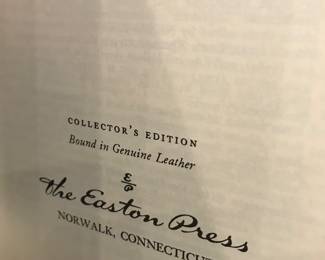 COLLECTOR'S EDITION
Bound in Genuine Leather
E
P
the Easton Press
NORWALK, CONNECTICU